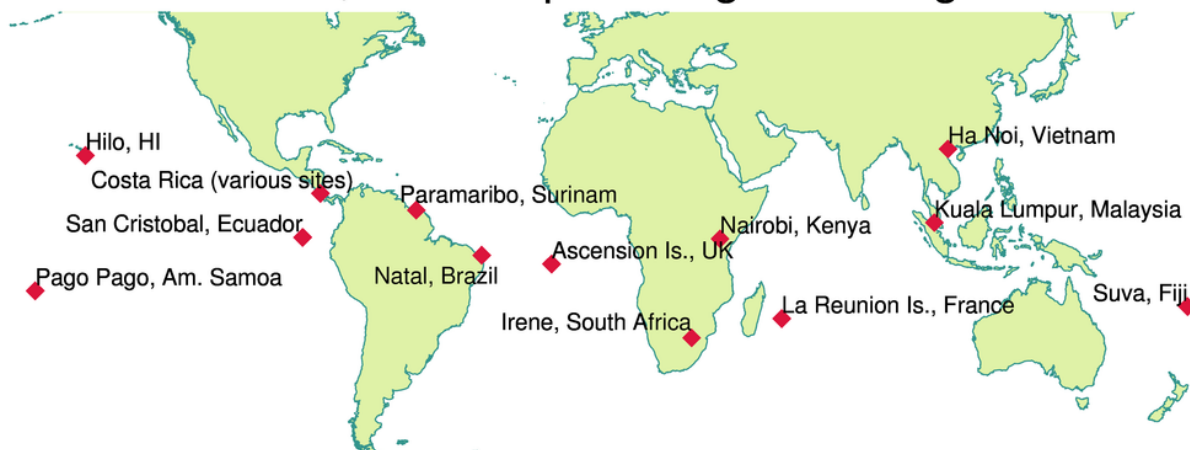 Hilo, HI
Ha Noi, Vietnam
Costa Rica (various sites)
Paramaribo, Surinam
Kuala Lumpur, Malaysia
San Cristobal, Ecuador
Nairobi, Kenya
Ascension Is., UK
Natal, Brazil
Pago Pago, Am. Samoa
Suva, Fiji
La Reunion Is., France
Irene, South Africa